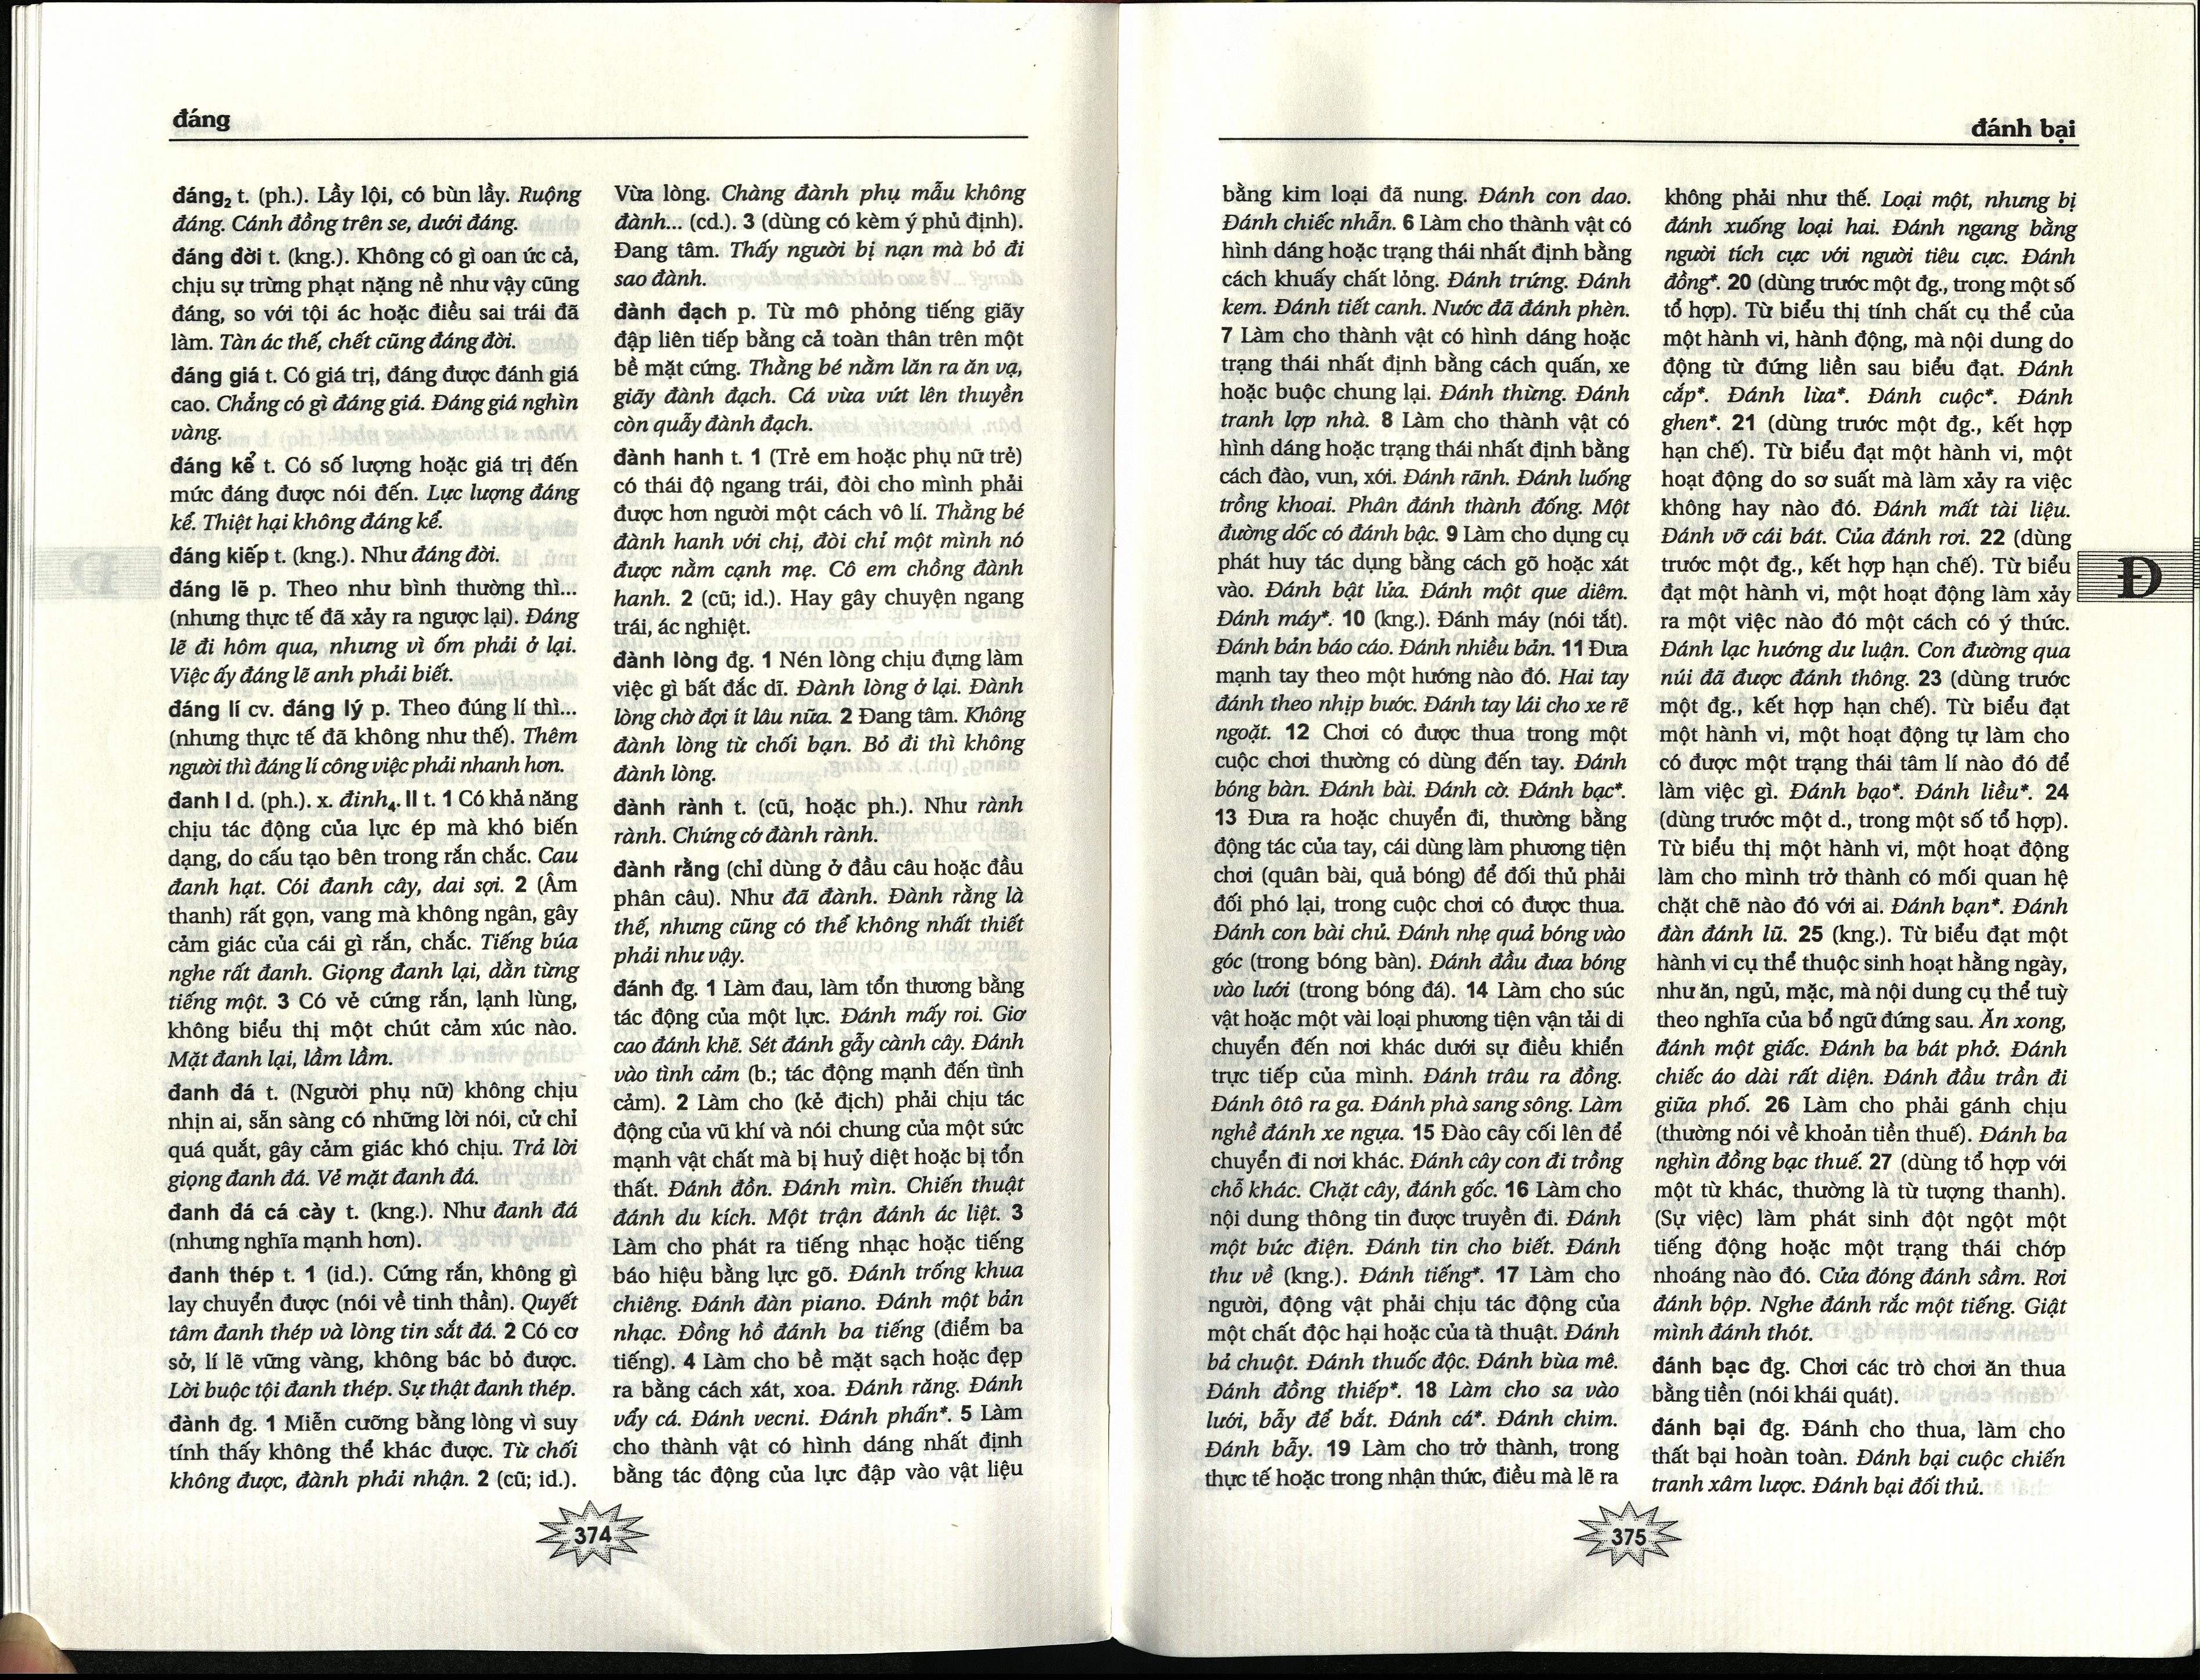 đáng
đáng₂ t. (ph.). Lầy lội, có bùn lầy. Ruộng
đáng. Cánh đồng trên se, dưới đáng.
đáng đời t. (kng.). Không có gì oan ức cả,
chịu sự trừng phạt nặng nề như vậy cũng
đáng, so với tội ác hoặc điều sai trái đã
làm. Tàn ác thế, chết cũng đáng đời.
đáng giá t. Có giá trị, đáng được đánh giá
cao. Chẳng có gì đáng giá. Đáng giá nghìn
vàng.
đáng kể t. Có số lượng hoặc giá trị đến
mức đáng được nói đến. Lực lượng đáng
kể. Thiệt hại không đáng kể.
đáng kiếp t. (kng.). Như đáng đời.
đáng lẽ p. Theo như bình thường thì...
(nhưng thực tế đã xảy ra ngược lại). Đáng
lẽ đi hôm qua, nhưng vì ốm phải ở lại.
Việc ấy đáng lẽ anh phải biết.
đáng lí cv. đáng lý p. Theo đúng lí thì...
(nhưng thực tế đã không như thế). Thêm
người thì đáng lí công việc phải nhanh hơn.
đanh I d. (ph.). x. đinh₄. II t. 1 Có khả năng
chịu tác động của lực ép mà khó biến
dạng, do cấu tạo bên trong rắn chắc. Cau
đanh hạt. Cói đanh cây, dai sợi. 2 (Âm
thanh) rất gọn, vang mà không ngân, gây
cảm giác của cái gì rắn, chắc. Tiếng búa
nghe rất đanh. Giọng đanh lại, dằn từng
tiếng một. 3 Có vẻ cứng rắn, lạnh lùng,
không biểu thị một chút cảm xúc nào.
Mặt đanh lại, lầm lầm.
đanh đá t. (Người phụ nữ) không chịu
nhịn ai, sẵn sàng có những lời nói, cử chỉ
quá quắt, gây cảm giác khó chịu. Trả lời
giọng đanh đá. Vẻ mặt đanh đá.
đanh đá cá cày t. (kng.). Như đanh đá
(nhưng nghĩa mạnh hơn).
đanh thép t. 1 (id.). Cứng rắn, không gì
lay chuyển được (nói về tinh thần). Quyết
tâm đanh thép và lòng tin sắt đá. 2 Có cơ
sở, lí lẽ vững vàng, không bác bỏ được.
Lời buộc tội đanh thép. Sự thật đanh thép.
đành đg. 1 Miễn cưỡng bằng lòng vì suy
tính thấy không thể khác được. Từ chối
không được, đành phải nhận. 2 (cũ; id.).
Vừa lòng. Chàng đành phụ mẫu không
đành... (cd.). 3 (dùng có kèm ý phủ định).
Đang tâm. Thấy người bị nạn mà bỏ đi
sao đành.
đành đạch p. Từ mô phỏng tiếng giãy
đập liên tiếp bằng cả toàn thân trên một
bề mặt cứng. Thằng bé nằm lăn ra ăn vạ,
giãy đành đạch. Cá vừa vứt lên thuyền
còn quẫy đành đạch.
đành hanh t. 1 (Trẻ em hoặc phụ nữ trẻ)
có thái độ ngang trái, đòi cho mình phải
được hơn người một cách vô lí. Thằng bé
đành hanh với chị, đòi chỉ một mình nó
được nằm cạnh mẹ. Cô em chồng đành
hanh. 2 (cũ; id.). Hay gây chuyện ngang
trái, ác nghiệt.
đành lòng đg. 1 Nén lòng chịu đựng làm
việc gì bất đắc dĩ. Đành lòng ở lại. Đành
lòng chờ đợi ít lâu nữa. 2 Đang tâm. Không
đành lòng từ chối bạn. Bỏ đi thì không
đành lòng.
đành rành t. (cũ, hoặc ph.). Như rành
rành. Chứng cớ đành rành.
đành rằng (chỉ dùng ở đầu câu hoặc đầu
phân câu). Như đã đành. Đành rằng là
thế, nhưng cũng có thể không nhất thiết
phải như vậy.
đánh đg. 1 Làm đau, làm tổn thương bằng
tác động của một lực. Đánh mấy roi. Giơ
cao đánh khẽ. Sét đánh gẫy cành cây. Đánh
vào tình cảm (b.; tác động mạnh đến tình
cảm). 2 Làm cho (kẻ địch) phải chịu tác
động của vũ khí và nói chung của một sức
mạnh vật chất mà bị huỷ diệt hoặc bị tổn
thất. Đánh đồn. Đánh mìn. Chiến thuật
đánh du kích. Một trận đánh ác liệt. 3
Làm cho phát ra tiếng nhạc hoặc tiếng
báo hiệu bằng lực gõ. Đánh trống khua
chiêng. Đánh đàn piano. Đánh một bản
nhạc. Đồng hồ đánh ba tiếng (điểm ba
tiếng). 4 Làm cho bề mặt sạch hoặc đẹp
ra bằng cách xát, xoa. Đánh răng. Đánh
vẩy cá. Đánh vecni. Đánh phấn*. 5 Làm
cho thành vật có hình dáng nhất định
bằng tác động của lực đập vào vật liệu
374
đánh bại
bằng kim loại đã nung. Đánh con dao.
Đánh chiếc nhẫn. 6 Làm cho thành vật có
hình dáng hoặc trạng thái nhất định bằng
cách khuấy chất lỏng. Đánh trứng. Đánh
kem. Đánh tiết canh. Nước đã đánh phèn.
7 Làm cho thành vật có hình dáng hoặc
trạng thái nhất định bằng cách quấn, xe
hoặc buộc chung lại. Đánh thừng. Đánh
tranh lợp nhà. 8 Làm cho thành vật có
hình dáng hoặc trạng thái nhất định bằng
cách đào, vun, xới. Đánh rãnh. Đánh luống
trồng khoai. Phân đánh thành đống. Một
đường dốc có đánh bậc. 9 Làm cho dụng cụ
phát huy tác dụng bằng cách gõ hoặc xát
vào. Đánh bật lửa. Đánh một que diêm.
Đánh máy*. 10 (kng.). Đánh máy (nói tắt).
Đánh bản báo cáo. Đánh nhiều bản. 11 Đưa
mạnh tay theo một hướng nào đó. Hai tay
đánh theo nhịp bước. Đánh tay lái cho xe rẽ
ngoặt. 12 Chơi có được thua trong một
cuộc chơi thường có dùng đến tay. Đánh
bóng bàn. Đánh bài. Đánh cờ. Đánh bạc*.
13 Đưa ra hoặc chuyển đi, thường bằng
động tác của tay, cái dùng làm phương tiện
chơi (quân bài, quả bóng) để đối thủ phải
đối phó lại, trong cuộc chơi có được thua.
Đánh con bài chủ. Đánh nhẹ quả bóng vào
góc (trong bóng bàn). Đánh đầu đưa bóng
vào lưới (trong bóng đá). 14 Làm cho súc
vật hoặc một vài loại phương tiện vận tải di
chuyển đến nơi khác dưới sự điều khiển
trực tiếp của mình. Đánh trâu ra đồng.
Đánh ôtô ra ga. Đánh phà sang sông. Làm
nghề đánh xe ngựa. 15 Đào cây cối lên để
chuyển đi nơi khác. Đánh cây con đi trồng
chỗ khác. Chặt cây, đánh gốc. 16 Làm cho
nội dung thông tin được truyền đi. Đánh
một bức điện. Đánh tin cho biết. Đánh
thư về (kng.). Đánh tiếng*. 17 Làm cho
người, động vật phải chịu tác động của
một chất độc hại hoặc của tà thuật. Đánh
bả chuột. Đánh thuốc độc. Đánh bùa mê.
Đánh đồng thiếp*. 18 Làm cho sa vào
lưới, bẫy để bắt. Đánh cá*. Đánh chim.
Đánh bẫy. 19 Làm cho trở thành, trong
thực tế hoặc trong nhận thức, điều mà lẽ ra
không phải như thế. Loại một, nhưng bị
đánh xuống loại hai. Đánh ngang bằng
người tích cực với người tiêu cực. Đánh
đồng*. 20 (dùng trước một đg., trong một số
tổ hợp). Từ biểu thị tính chất cụ thể của
một hành vi, hành động, mà nội dung do
động từ đứng liền sau biểu đạt. Đánh
cắp*. Đánh lừa*. Đánh cuộc*. Đánh
ghen*. 21 (dùng trước một đg., kết hợp
hạn chế). Từ biểu đạt một hành vi, một
hoạt động do sơ suất mà làm xảy ra việc
không hay nào đó. Đánh mất tài liệu.
Đánh vỡ cái bát. Của đánh rơi. 22 (dùng
trước một đg., kết hợp hạn chế). Từ biểu
đạt một hành vi, một hoạt động làm xảy
ra một việc nào đó một cách có ý thức.
Đánh lạc hướng dư luận. Con đường qua
núi đã được đánh thông. 23 (dùng trước
một đg., kết hợp hạn chế). Từ biểu đạt
một hành vi, một hoạt động tự làm cho
có được một trạng thái tâm lí nào đó để
làm việc gì. Đánh bạo*. Đánh liều*. 24
(dùng trước một d., trong một số tổ hợp).
Từ biểu thị một hành vi, một hoạt động
làm cho mình trở thành có mối quan hệ
chặt chẽ nào đó với ai. Đánh bạn*. Đánh
đàn đánh lũ. 25 (kng.). Từ biểu đạt một
hành vi cụ thể thuộc sinh hoạt hằng ngày,
như ăn, ngủ, mặc, mà nội dung cụ thể tuỳ
theo nghĩa của bổ ngữ đứng sau. Ăn xong,
đánh một giấc. Đánh ba bát phở. Đánh
chiếc áo dài rất diện. Đánh đầu trần đi
giữa phố. 26 Làm cho phải gánh chịu
(thường nói về khoản tiền thuế). Đánh ba
nghìn đồng bạc thuế. 27 (dùng tổ hợp với
một từ khác, thường là từ tượng thanh).
(Sự việc) làm phát sinh đột ngột một
tiếng động hoặc một trạng thái chớp
nhoáng nào đó. Cửa đóng đánh sầm. Rơi
đánh bộp. Nghe đánh rắc một tiếng. Giật
mình đánh thót.
đánh bạc đg. Chơi các trò chơi ăn thua
bằng tiền (nói khái quát).
đánh bại đg. Đánh cho thua, làm cho
thất bại hoàn toàn. Đánh bại cuộc chiến
tranh xâm lược. Đánh bại đối thủ.
Đ
375